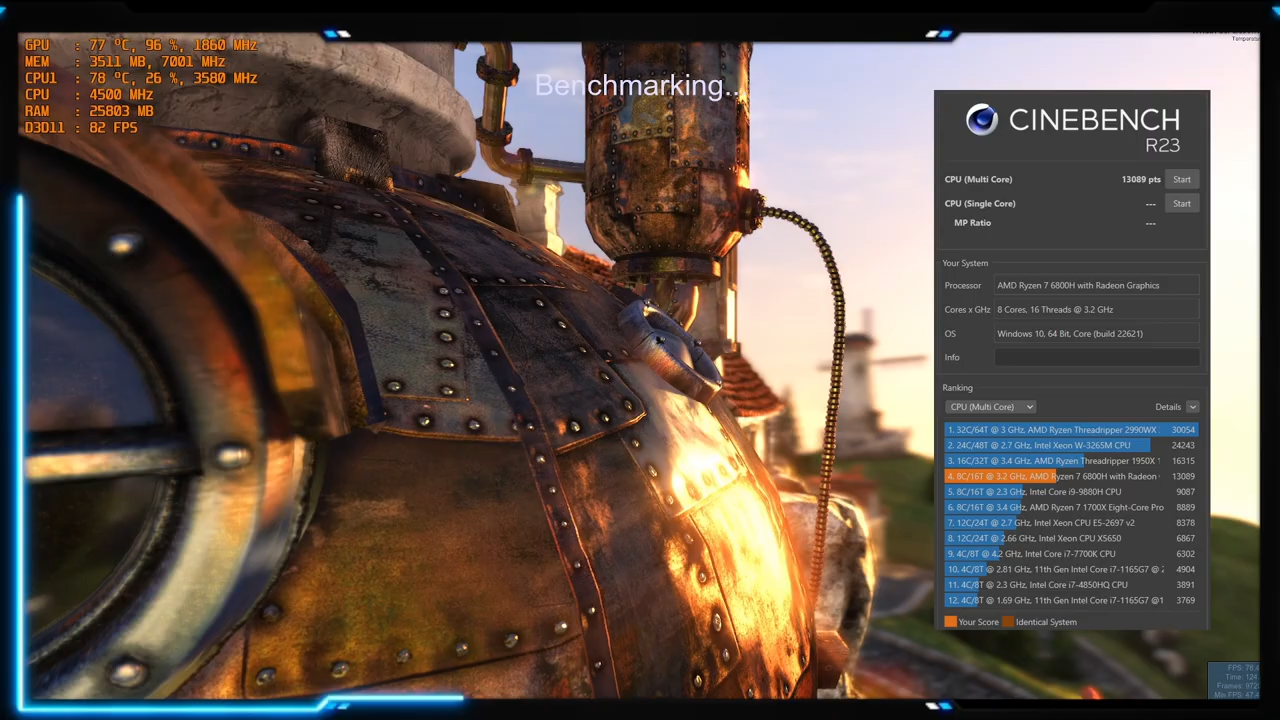 GPU : 77 ºC, 96 %, 1860 MHz
MEM : 3511 MB, 7001 MHz
CPU1 : 78 ºC, 26 %, 3580 MHz
CPU : 4500 MHz
RAM : 25803 MB
D3D11 : 82 FPS
Benchmarking..
CINEBENCH
R23
CPU (Multi Core) 13089 pts Start
CPU (Single Core) --- Start
MP Ratio ---
Your System
Processor AMD Ryzen 7 6800H with Radeon Graphics
Cores x GHz 8 Cores, 16 Threads @ 3.2 GHz
OS Windows 10, 64 Bit, Core (build 22621)
Info
Ranking
CPU (Multi Core) Details
1. 32C/64T @ 3 GHz, AMD Ryzen Threadripper 2990WX 30054
2. 24C/48T @ 2.7 GHz, Intel Xeon W-3265M CPU 24243
3. 16C/32T @ 3.4 GHz, AMD Ryzen Threadripper 1950X 16315
4. 8C/16T @ 3.2 GHz, AMD Ryzen 7 6800H with Radeon 13089
5. 8C/16T @ 2.3 GHz, Intel Core i9-9880H CPU 9087
6. 8C/16T @ 3.4 GHz, AMD Ryzen 7 1700X Eight-Core Pro 8889
7. 12C/24T @ 2.7 GHz, Intel Xeon CPU E5-2697 v2 8378
8. 12C/24T @ 2.66 GHz, Intel Xeon CPU X5650 6867
9. 4C/8T @ 4.2 GHz, Intel Core i7-7700K CPU 6302
10. 4C/8T @ 2.81 GHz, 11th Gen Intel Core i7-1165G7 @ 4904
11. 4C/8T @ 2.3 GHz, Intel Core i7-4850HQ CPU 3891
12. 4C/8T @ 1.69 GHz, 11th Gen Intel Core i7-1165G7 @1 3769
Your Score Identical System
FPS: 78.
Time: 124
Frames: 972
Min FPS: 47.